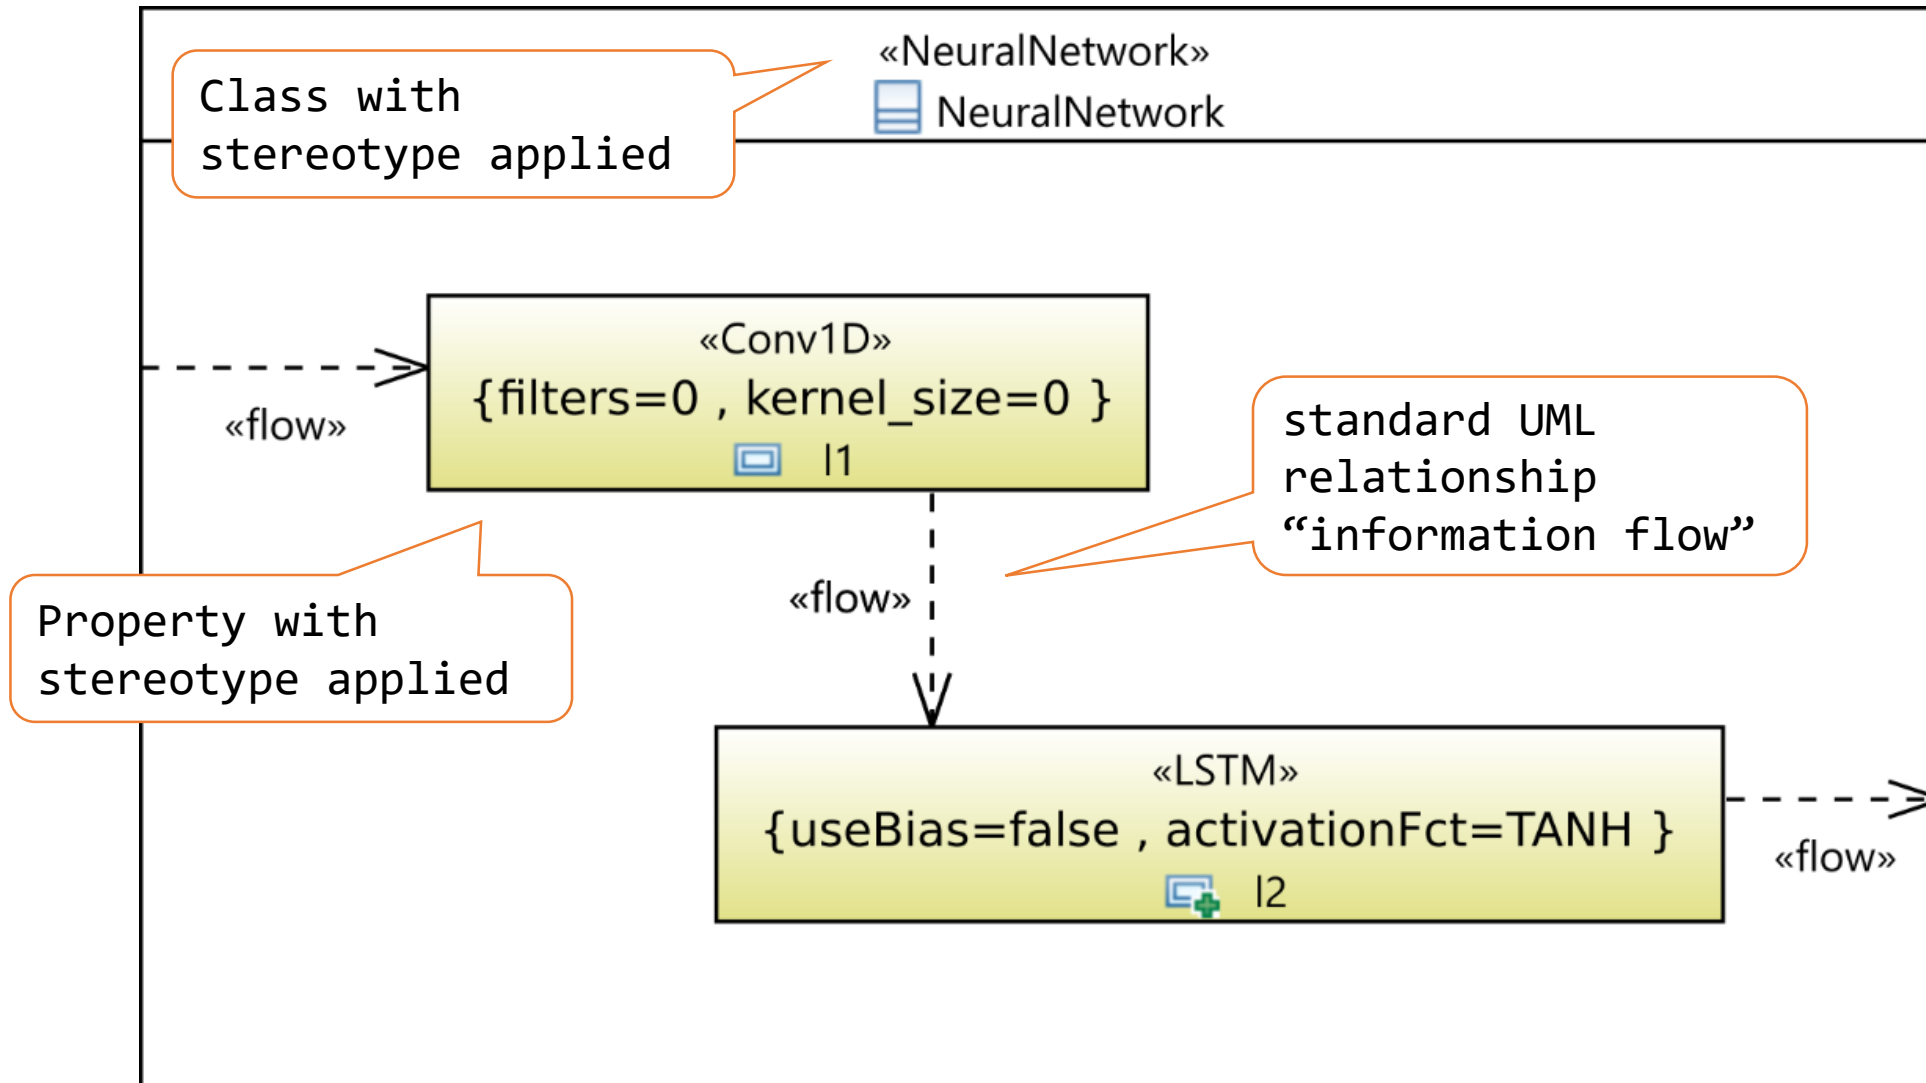 «NeuralNetwork»
NeuralNetwork
Class with
stereotype applied
«Conv1D»
{filters=0 , kernel_size=0 }
l1
«flow»
standard UML
relationship
“information flow”
«flow»
Property with
stereotype applied
«LSTM»
{useBias=false , activationFct=TANH }
l2
«flow»